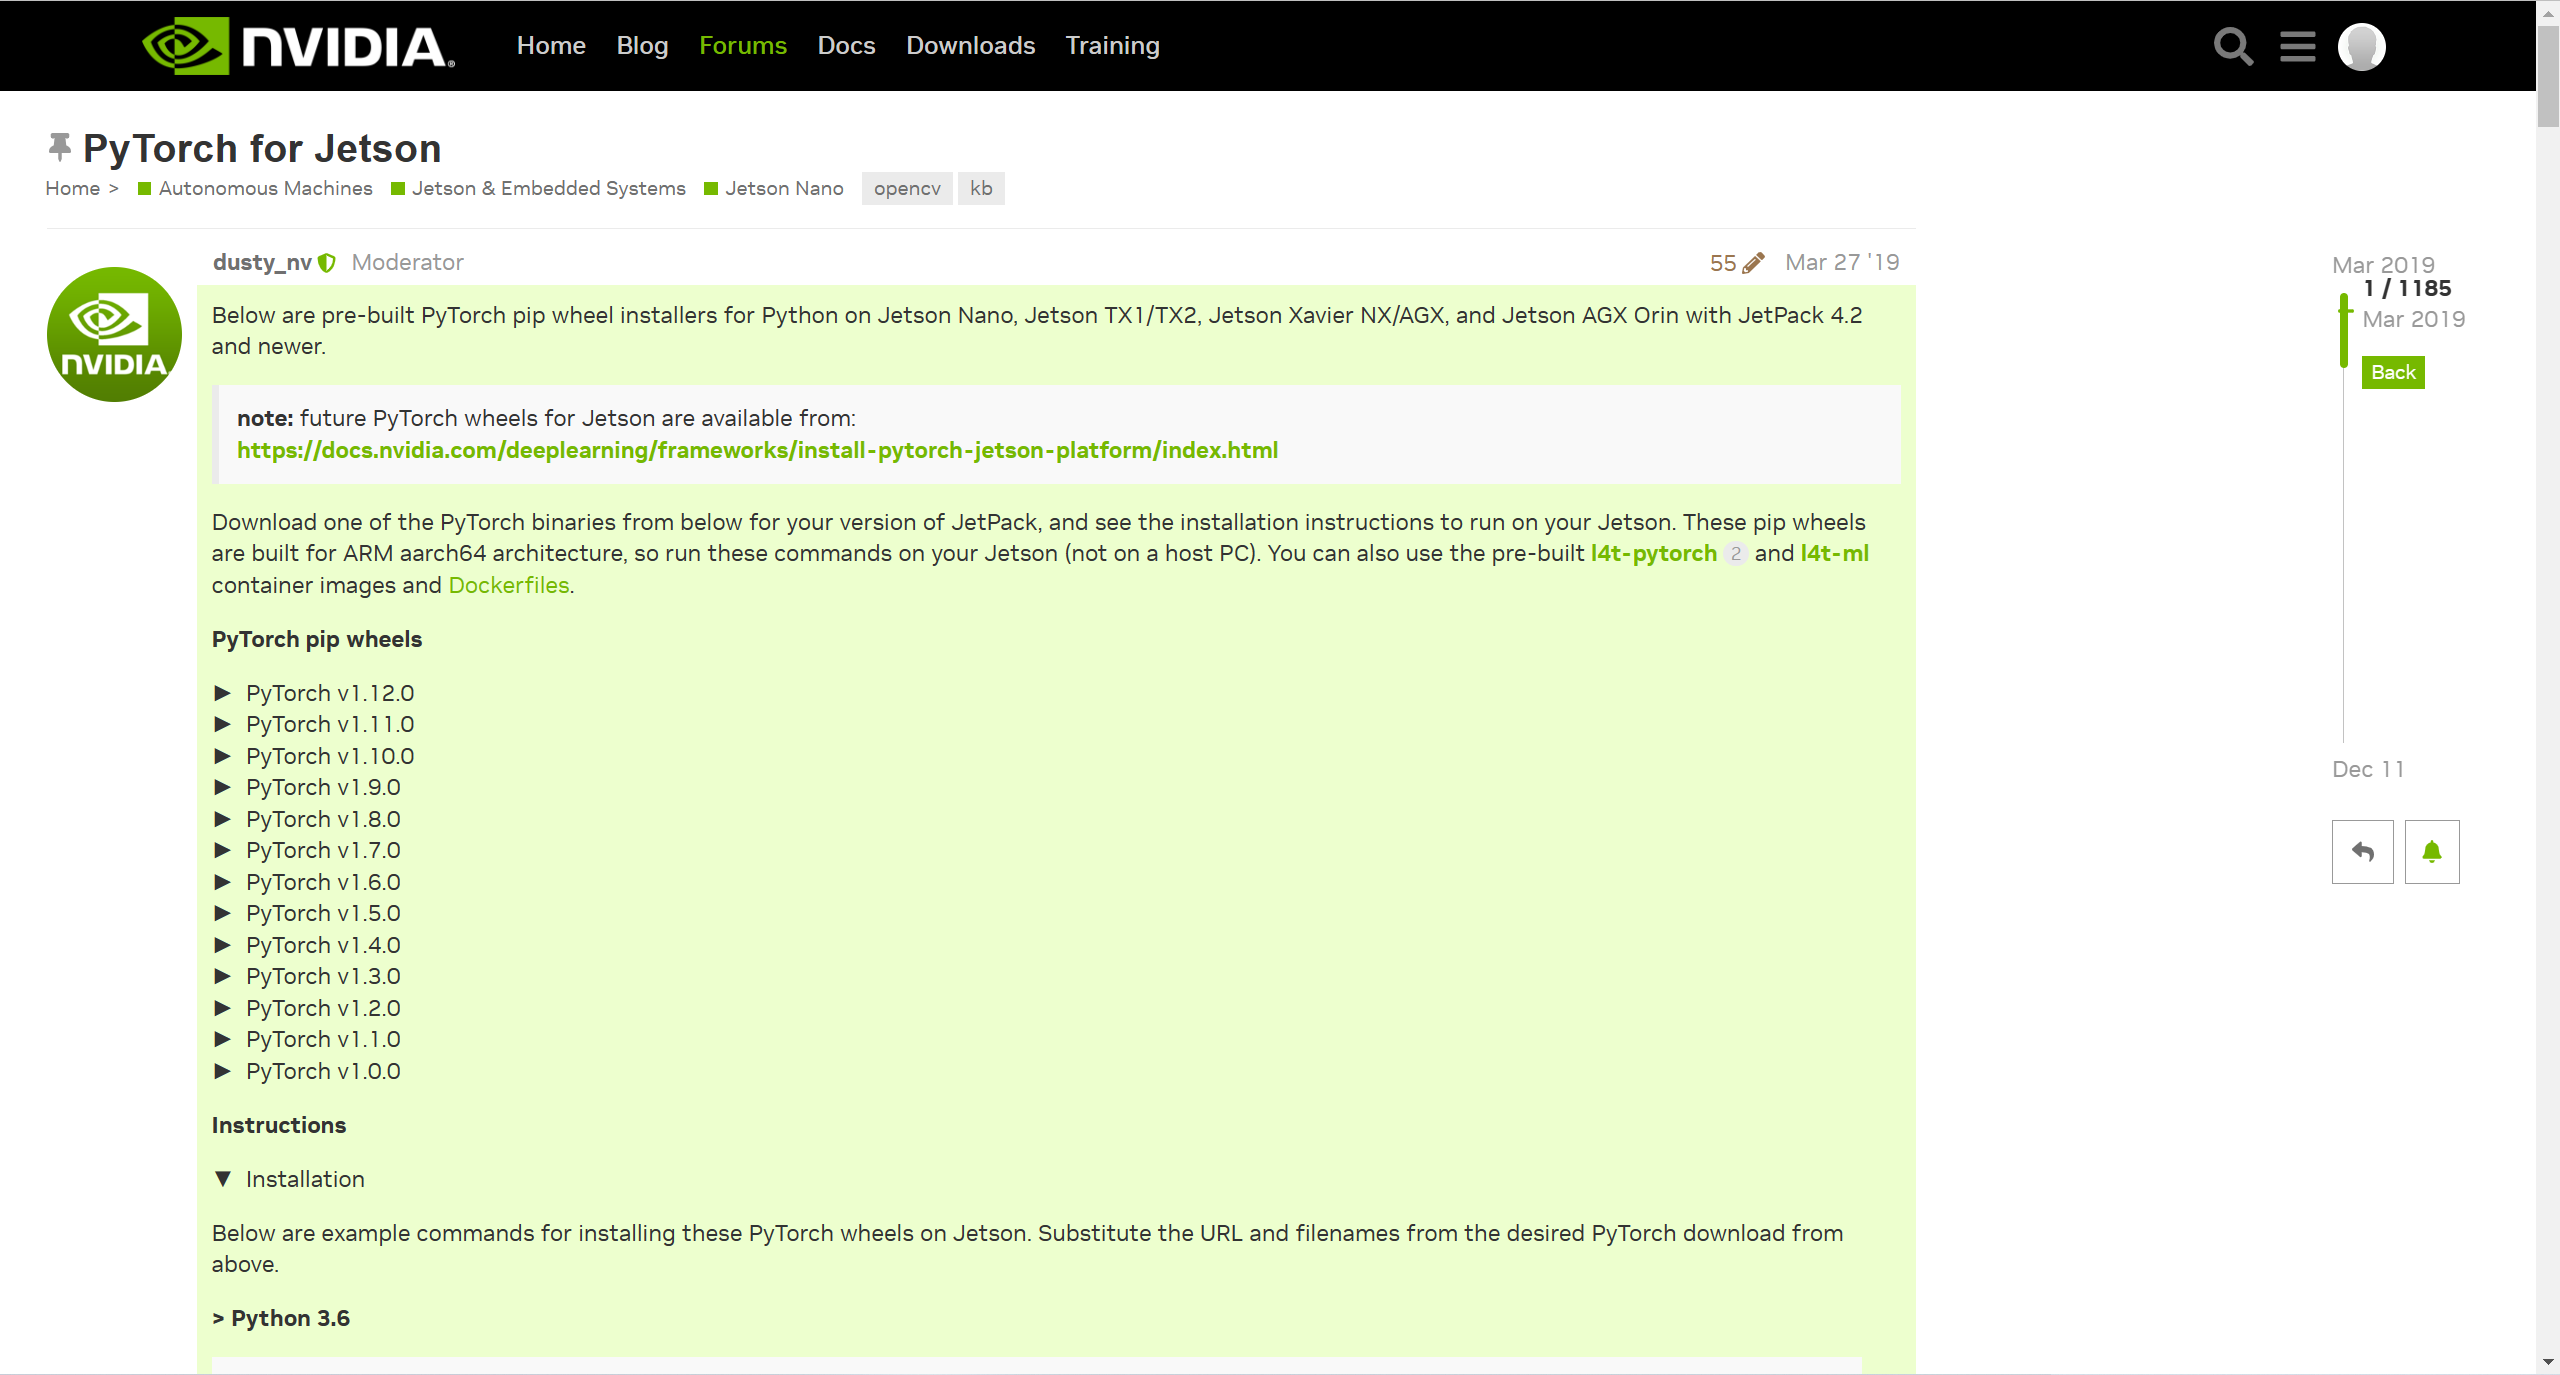 NVIDIA. Home Blog Forums Docs Downloads Training
PyTorch for Jetson
Home > Autonomous Machines Jetson & Embedded Systems Jetson Nano opencv kb
dusty_nv Moderator 55 Mar 27 '19
NVIDIA.
Below are pre-built PyTorch pip wheel installers for Python on Jetson Nano, Jetson TX1/TX2, Jetson Xavier NX/AGX, and Jetson AGX Orin with JetPack 4.2
and newer.
note: future PyTorch wheels for Jetson are available from:
https://docs.nvidia.com/deeplearning/frameworks/install-pytorch-jetson-platform/index.html
Download one of the PyTorch binaries from below for your version of JetPack, and see the installation instructions to run on your Jetson. These pip wheels
are built for ARM aarch64 architecture, so run these commands on your Jetson (not on a host PC). You can also use the pre-built l4t-pytorch 2 and l4t-ml
container images and Dockerfiles.
PyTorch pip wheels
► PyTorch v1.12.0
► PyTorch v1.11.0
► PyTorch v1.10.0
► PyTorch v1.9.0
► PyTorch v1.8.0
► PyTorch v1.7.0
► PyTorch v1.6.0
► PyTorch v1.5.0
► PyTorch v1.4.0
► PyTorch v1.3.0
► PyTorch v1.2.0
► PyTorch v1.1.0
► PyTorch v1.0.0
Instructions
▼ Installation
Below are example commands for installing these PyTorch wheels on Jetson. Substitute the URL and filenames from the desired PyTorch download from
above.
> Python 3.6
Mar 2019
1 / 1185
Mar 2019
Back
Dec 11